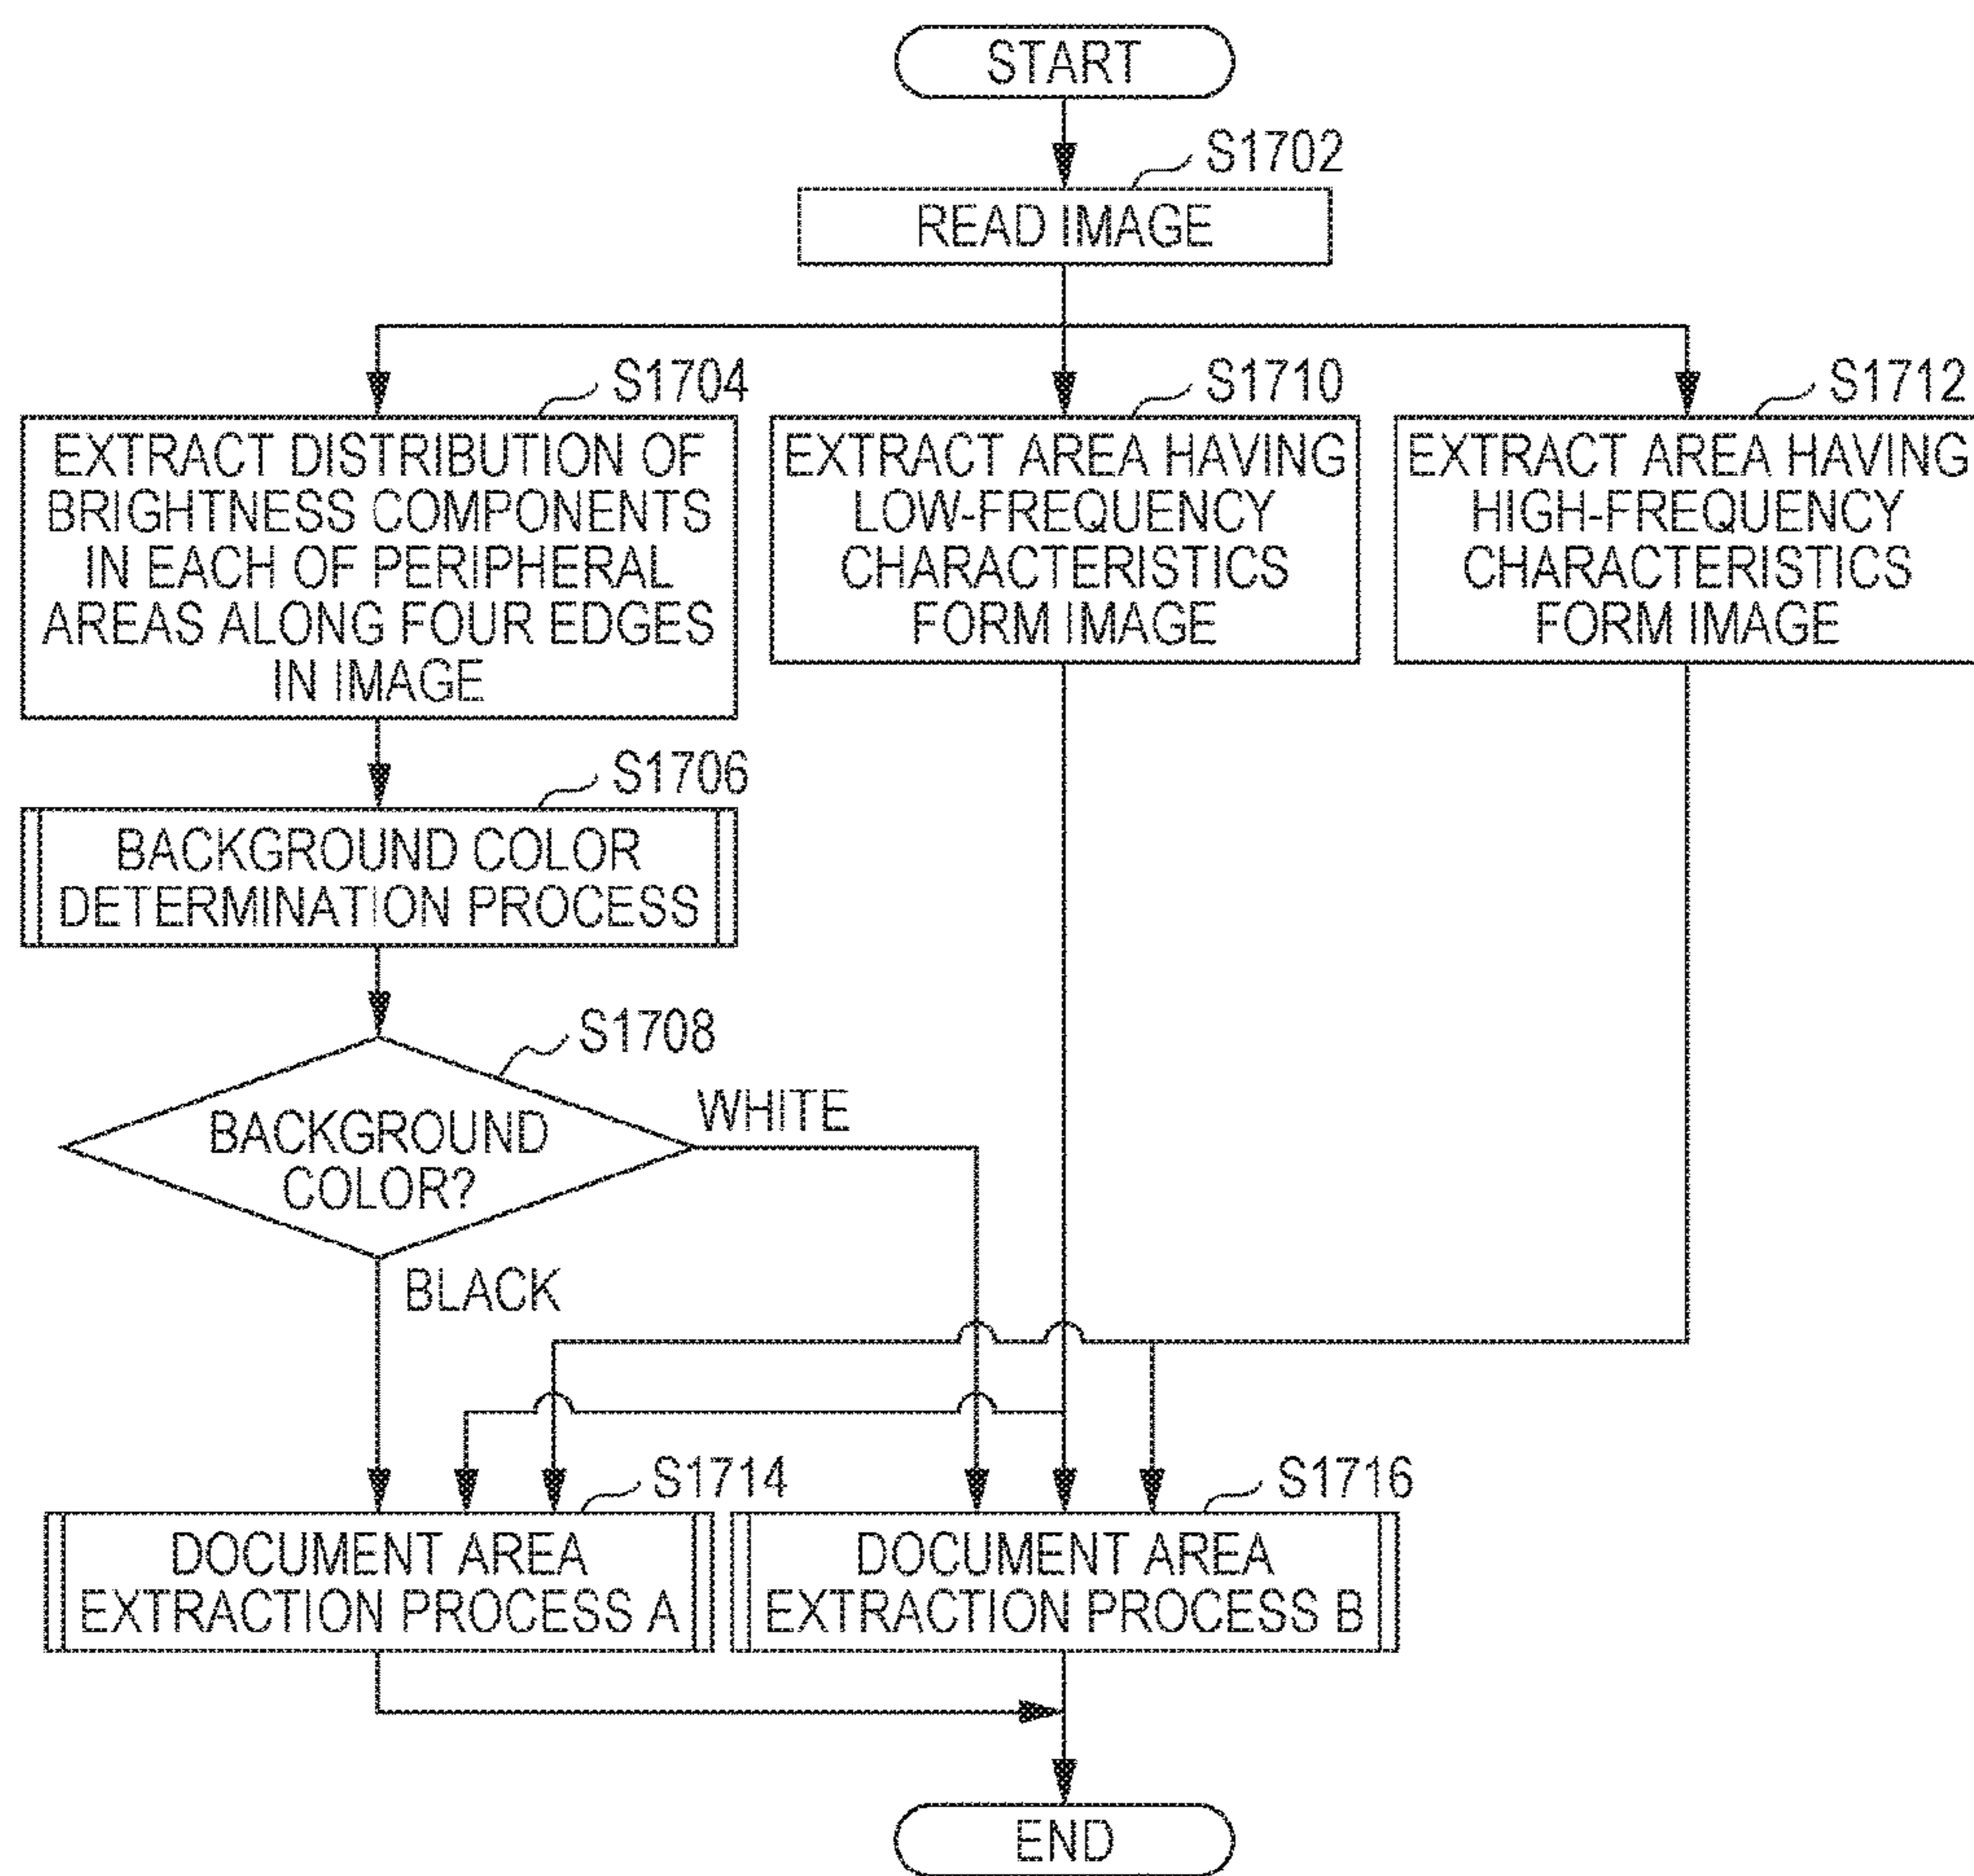 START
S1702
READ IMAGE
S1704
EXTRACT DISTRIBUTION OF
BRIGHTNESS COMPONENTS
IN EACH OF PERIPHERAL
AREAS ALONG FOUR EDGES
IN IMAGE
S1710
EXTRACT AREA HAVING
LOW-FREQUENCY
CHARACTERISTICS
FORM IMAGE
S1712
EXTRACT AREA HAVING
HIGH-FREQUENCY
CHARACTERISTICS
FORM IMAGE
S1706
BACKGROUND COLOR
DETERMINATION PROCESS
S1708
BACKGROUND
COLOR?
WHITE
BLACK
S1714
DOCUMENT AREA
EXTRACTION PROCESS A
S1716
DOCUMENT AREA
EXTRACTION PROCESS B
END